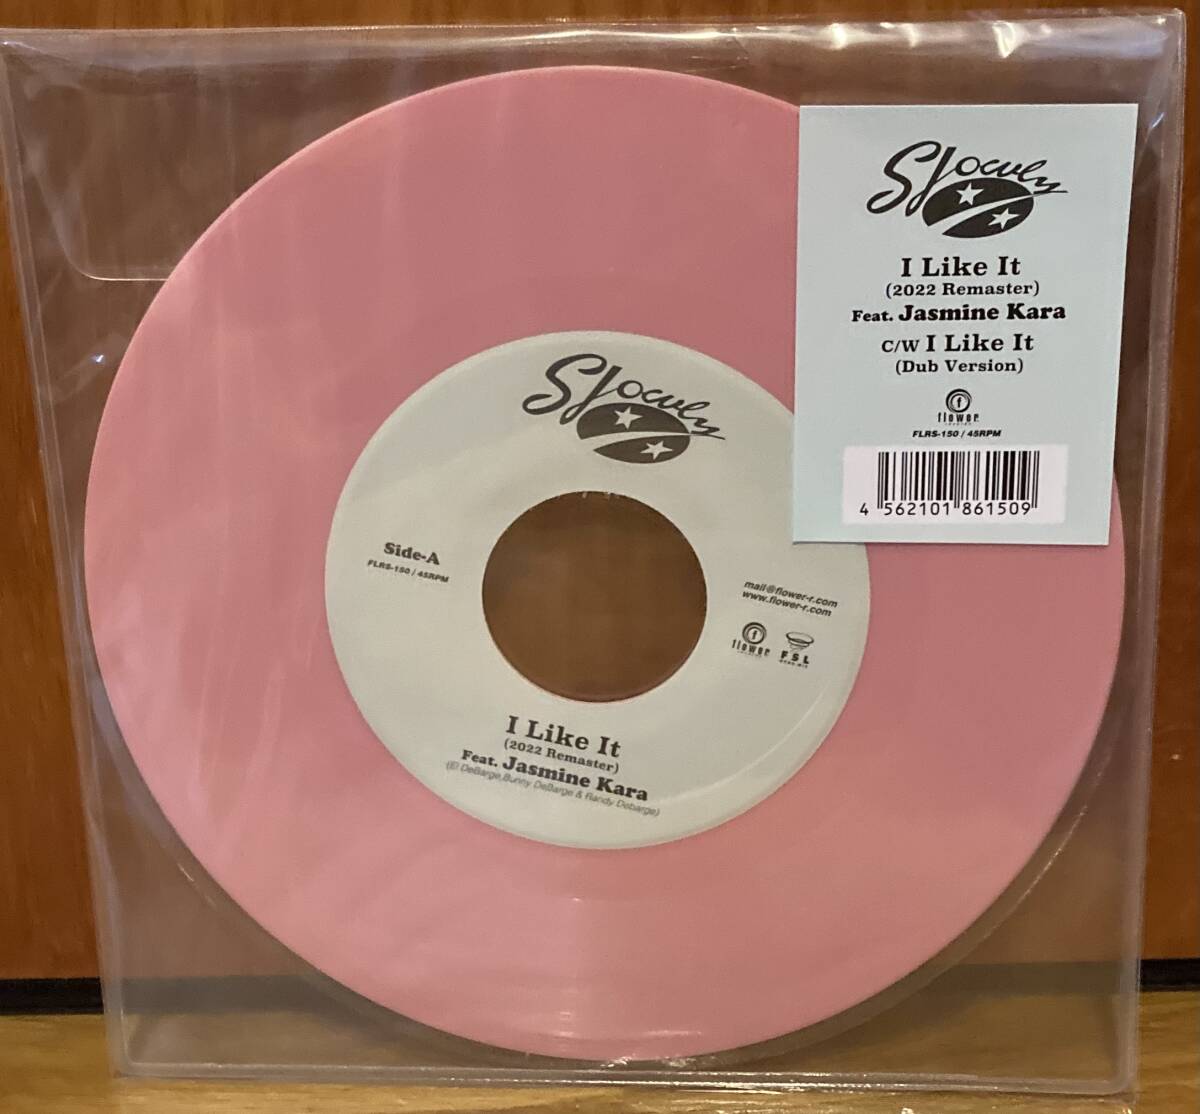 Slowly
I Like It
(2022 Remaster)
Feat. Jasmine Kara
C/W I Like It
(Dub Version)
f
flower
records
FLRS-150 / 45RPM
4 562101 861509
Slowly
Side-A
FLRS-150 / 45RPM
mail@flower-r.com
www.flower-r.com
f
flower
records
FSL
I Like It
(2022 Remaster)
Feat. Jasmine Kara
(El DeBarge,Bunny DeBarge & Randy Debarge)